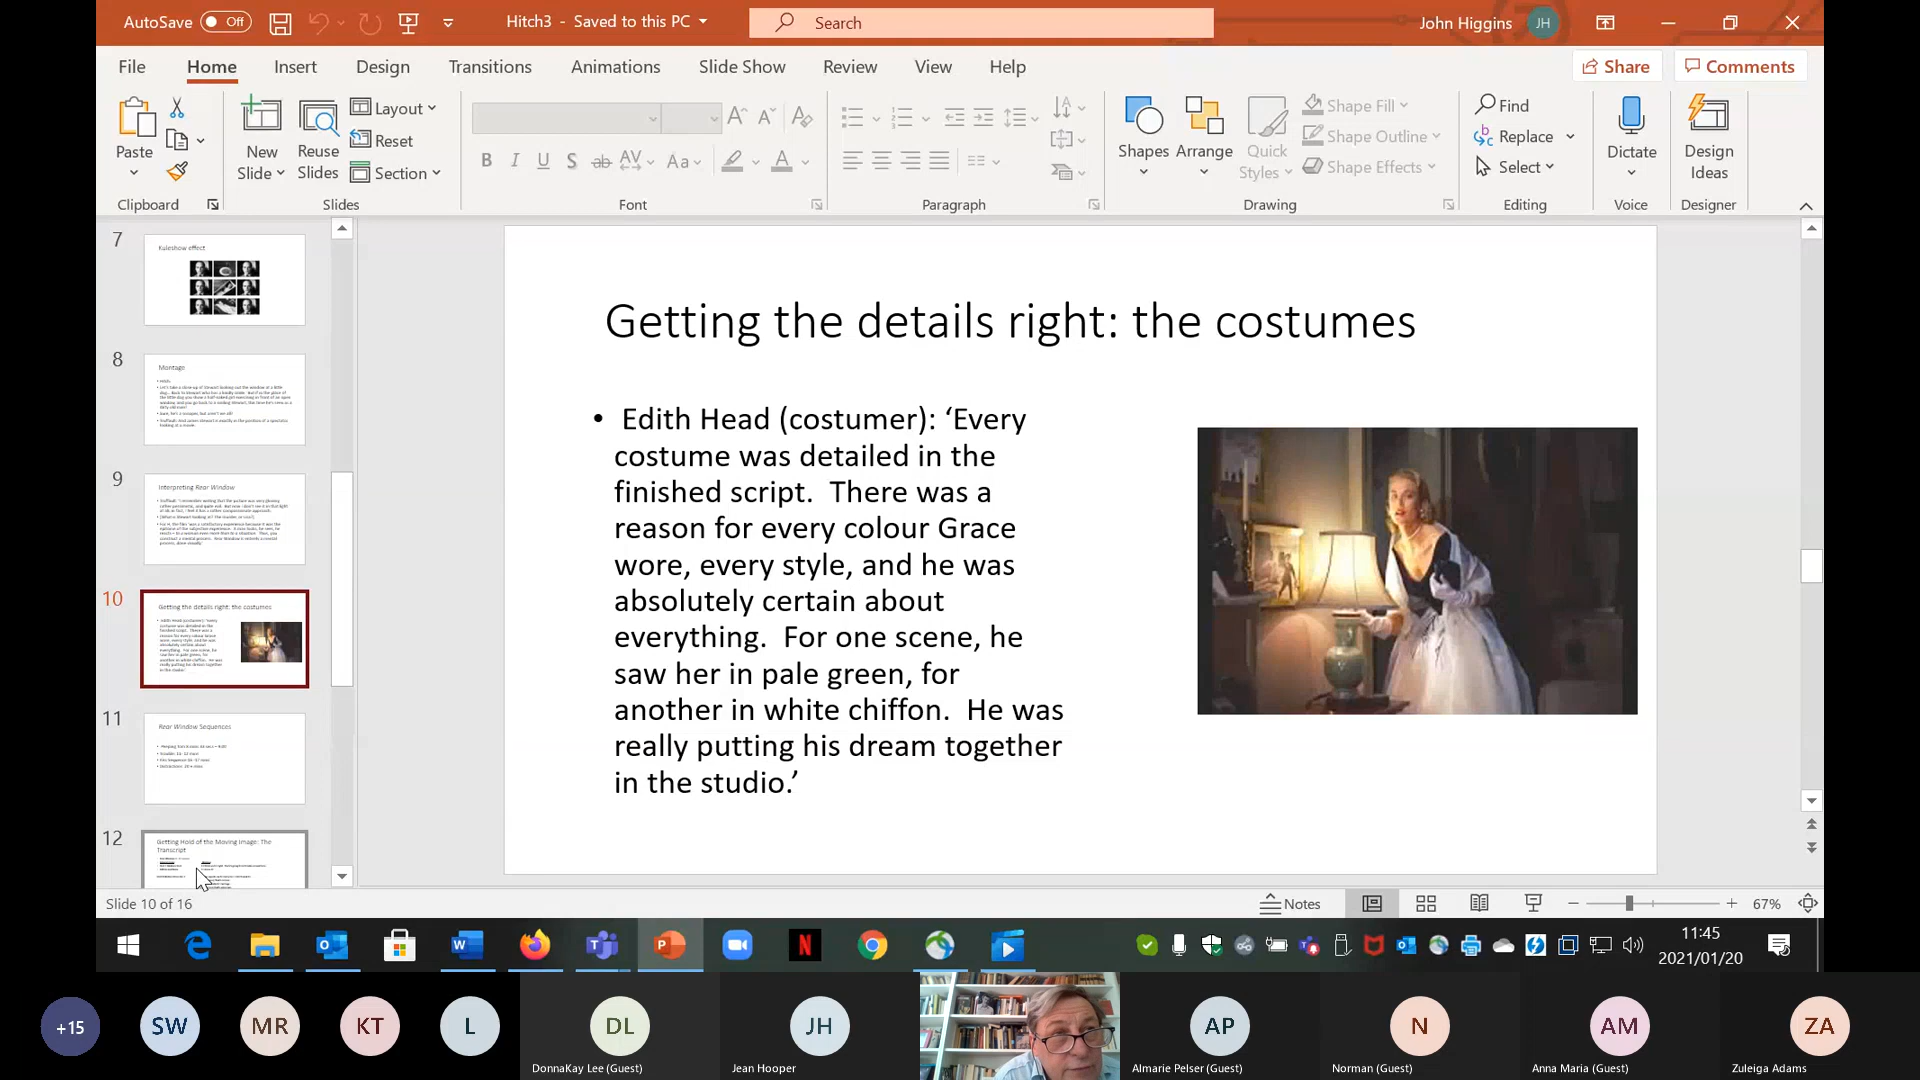 AutoSave Off
Hitch3 - Saved to this PC
Search
John Higgins JH
File Home Insert Design Transitions Animations Slide Show Review View Help
Share Comments
Paste
New Slide
Reuse Slides
Layout
Reset
Section
B I U S ab AV Aa A
Shapes
Arrange
Quick Styles
Shape Fill
Shape Outline
Shape Effects
Find
Replace
Select
Dictate
Design Ideas
Clipboard Slides Font Paragraph Drawing Editing Voice Designer
7
Kuleshow effect
8
Montage
9
Interpreting Rear Window
10
Getting the details right: the costumes
11
Rear Window Sequences
12
Getting Hold of the Moving Image: The
Transcript
Getting the details right: the costumes
• Edith Head (costumer): ‘Every
costume was detailed in the
finished script. There was a
reason for every colour Grace
wore, every style, and he was
absolutely certain about
everything. For one scene, he
saw her in pale green, for
another in white chiffon. He was
really putting his dream together
in the studio.’
Slide 10 of 16
Notes
67%
11:45
2021/01/20
+15 SW MR KT L DL JH AP N AM ZA
DonnaKay Lee (Guest)
Jean Hooper
Almarie Pelser (Guest)
Norman (Guest)
Anna Maria (Guest)
Zuleiga Adams